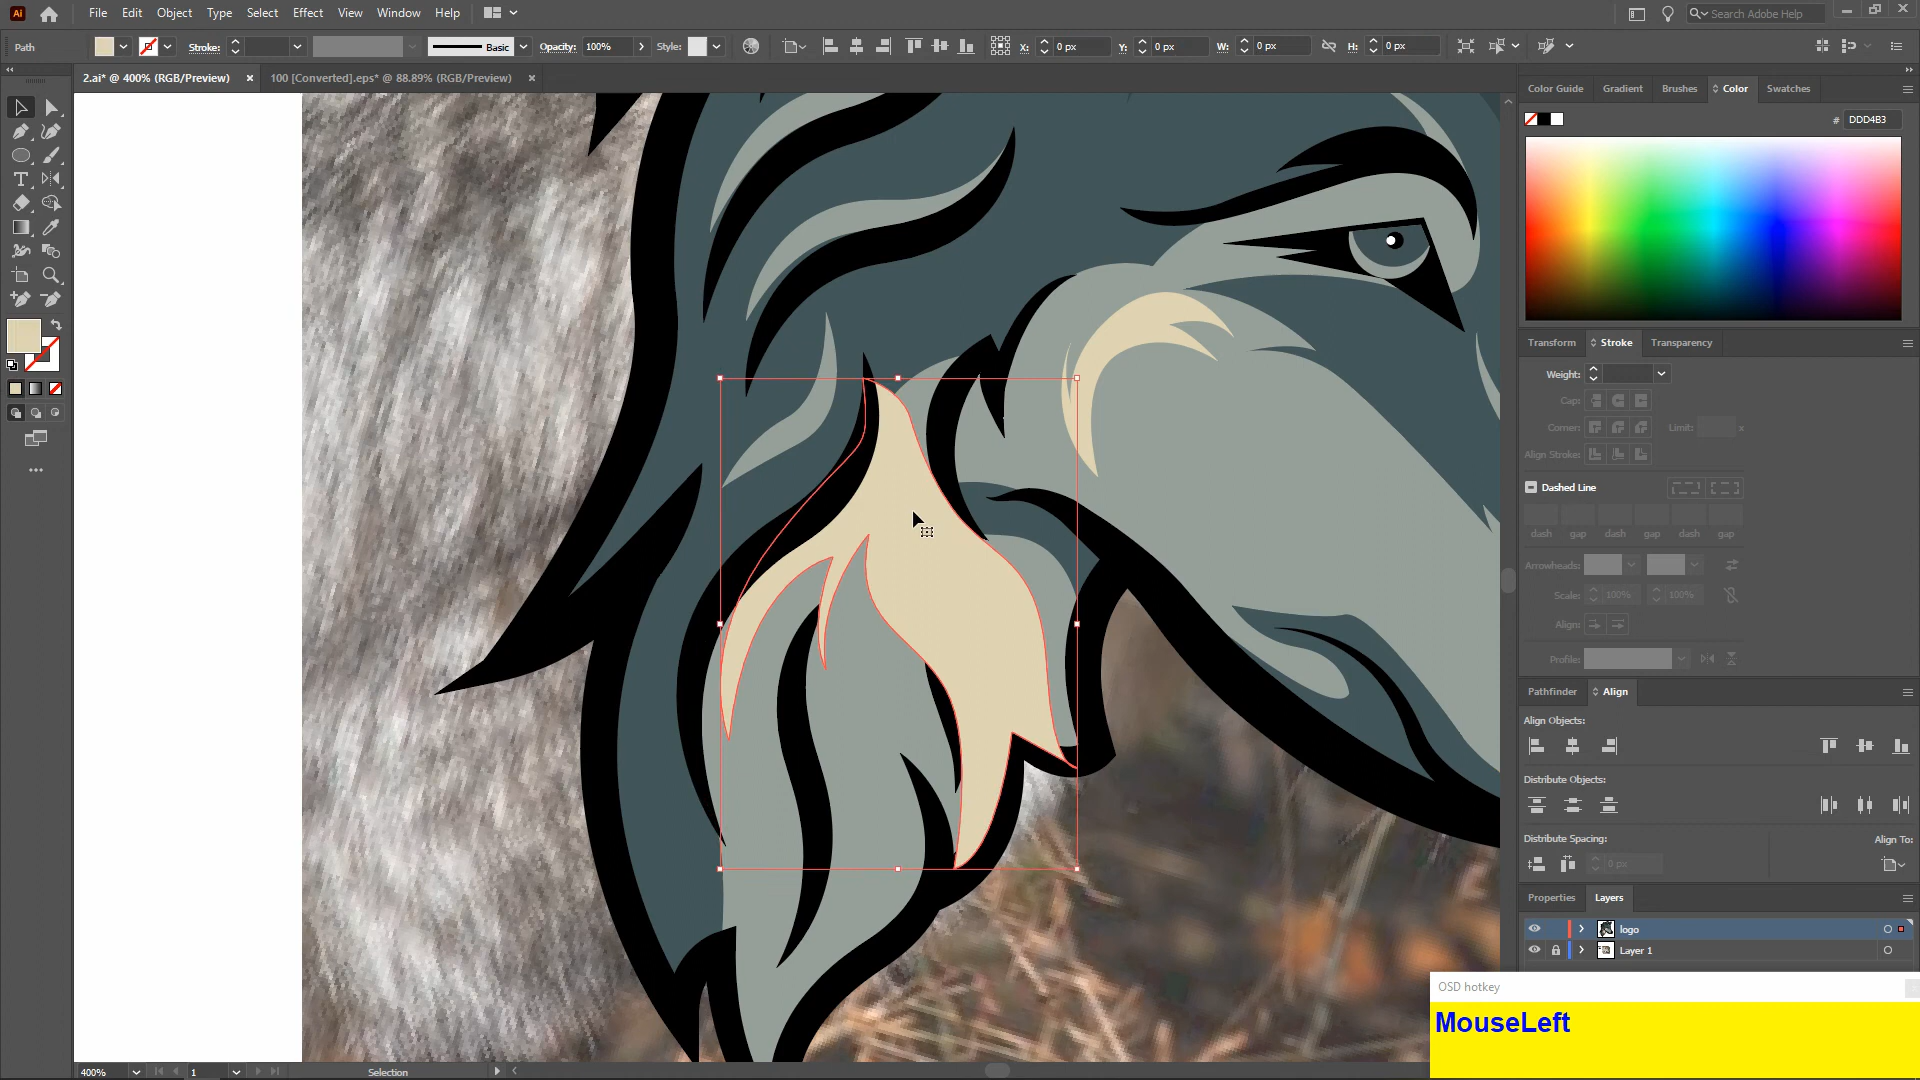 Ai File Edit Object Type Select Effect View Window Help Search Adobe Help
Path Stroke: Basic Opacity: 100% Style: X: 0 px Y: 0 px W: 0 px H: 0 px
2.ai* @ 400% (RGB/Preview) × 100 [Converted].eps* @ 88.89% (RGB/Preview) ×
Color Guide Gradient Brushes Color Swatches
# DDD4B3
Transform Stroke Transparency
Weight:
Cap:
Corner: Limit: x
Align Stroke:
Dashed Line
dash gap dash gap dash gap
Arrowheads:
Scale: 100% 100%
Align:
Profile:
Pathfinder Align
Align Objects:
Distribute Objects:
Distribute Spacing: Align To:
0 px
Properties Layers
logo
Layer 1
OSD hotkey
MouseLeft
400% 1 Selection